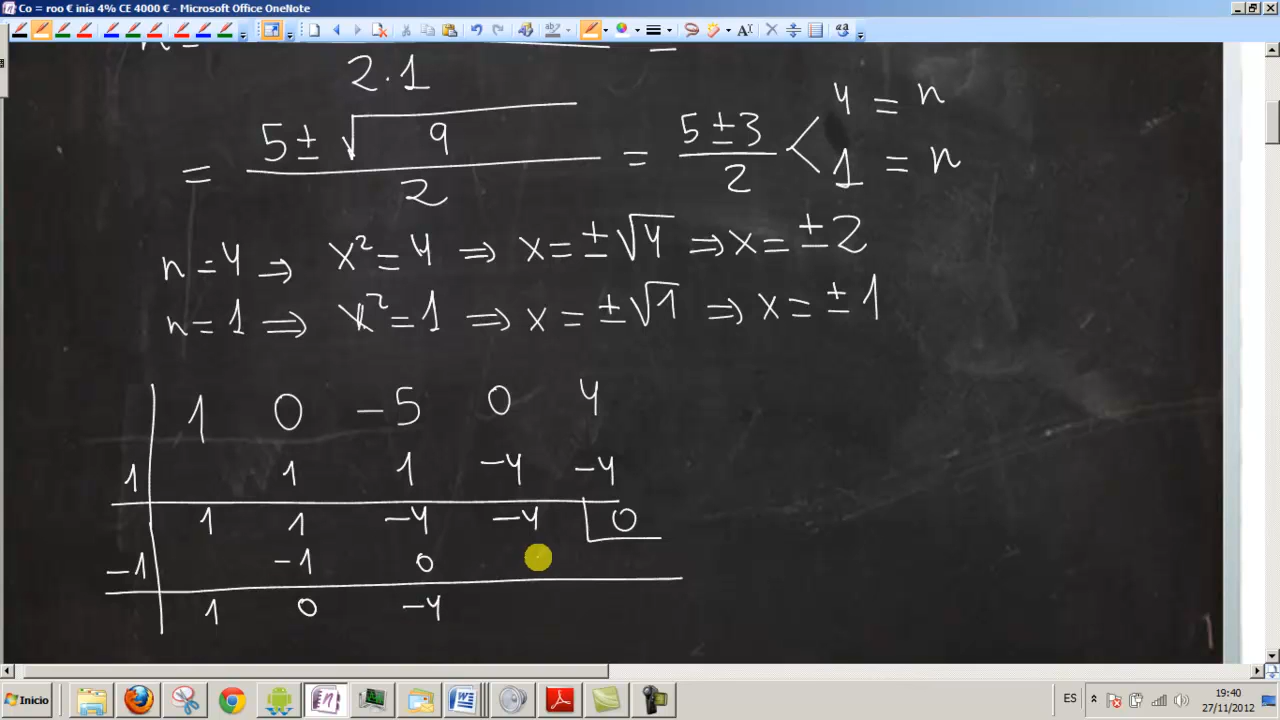 Co = roo € inía 4% CE 4000 € - Microsoft Office OneNote
n =
=
2 · 1
= 5 ± √9 / 2 = 5 ± 3 / 2 < 4 = n
1 = n
n = 4 ⇒ x² = 4 ⇒ x = ± √4 ⇒ x = ± 2
n = 1 ⇒ x² = 1 ⇒ x = ± √1 ⇒ x = ± 1
1 0 -5 0 4
1 1 1 -4 -4
1 1 -4 -4 0
-1 -1 0
1 0 -4
Inicio
ES
19:40
27/11/2012